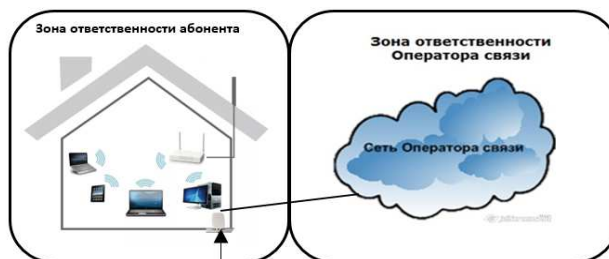 Зона ответственности абонента
Зона ответственности
Оператора связи
Сеть Оператора связи